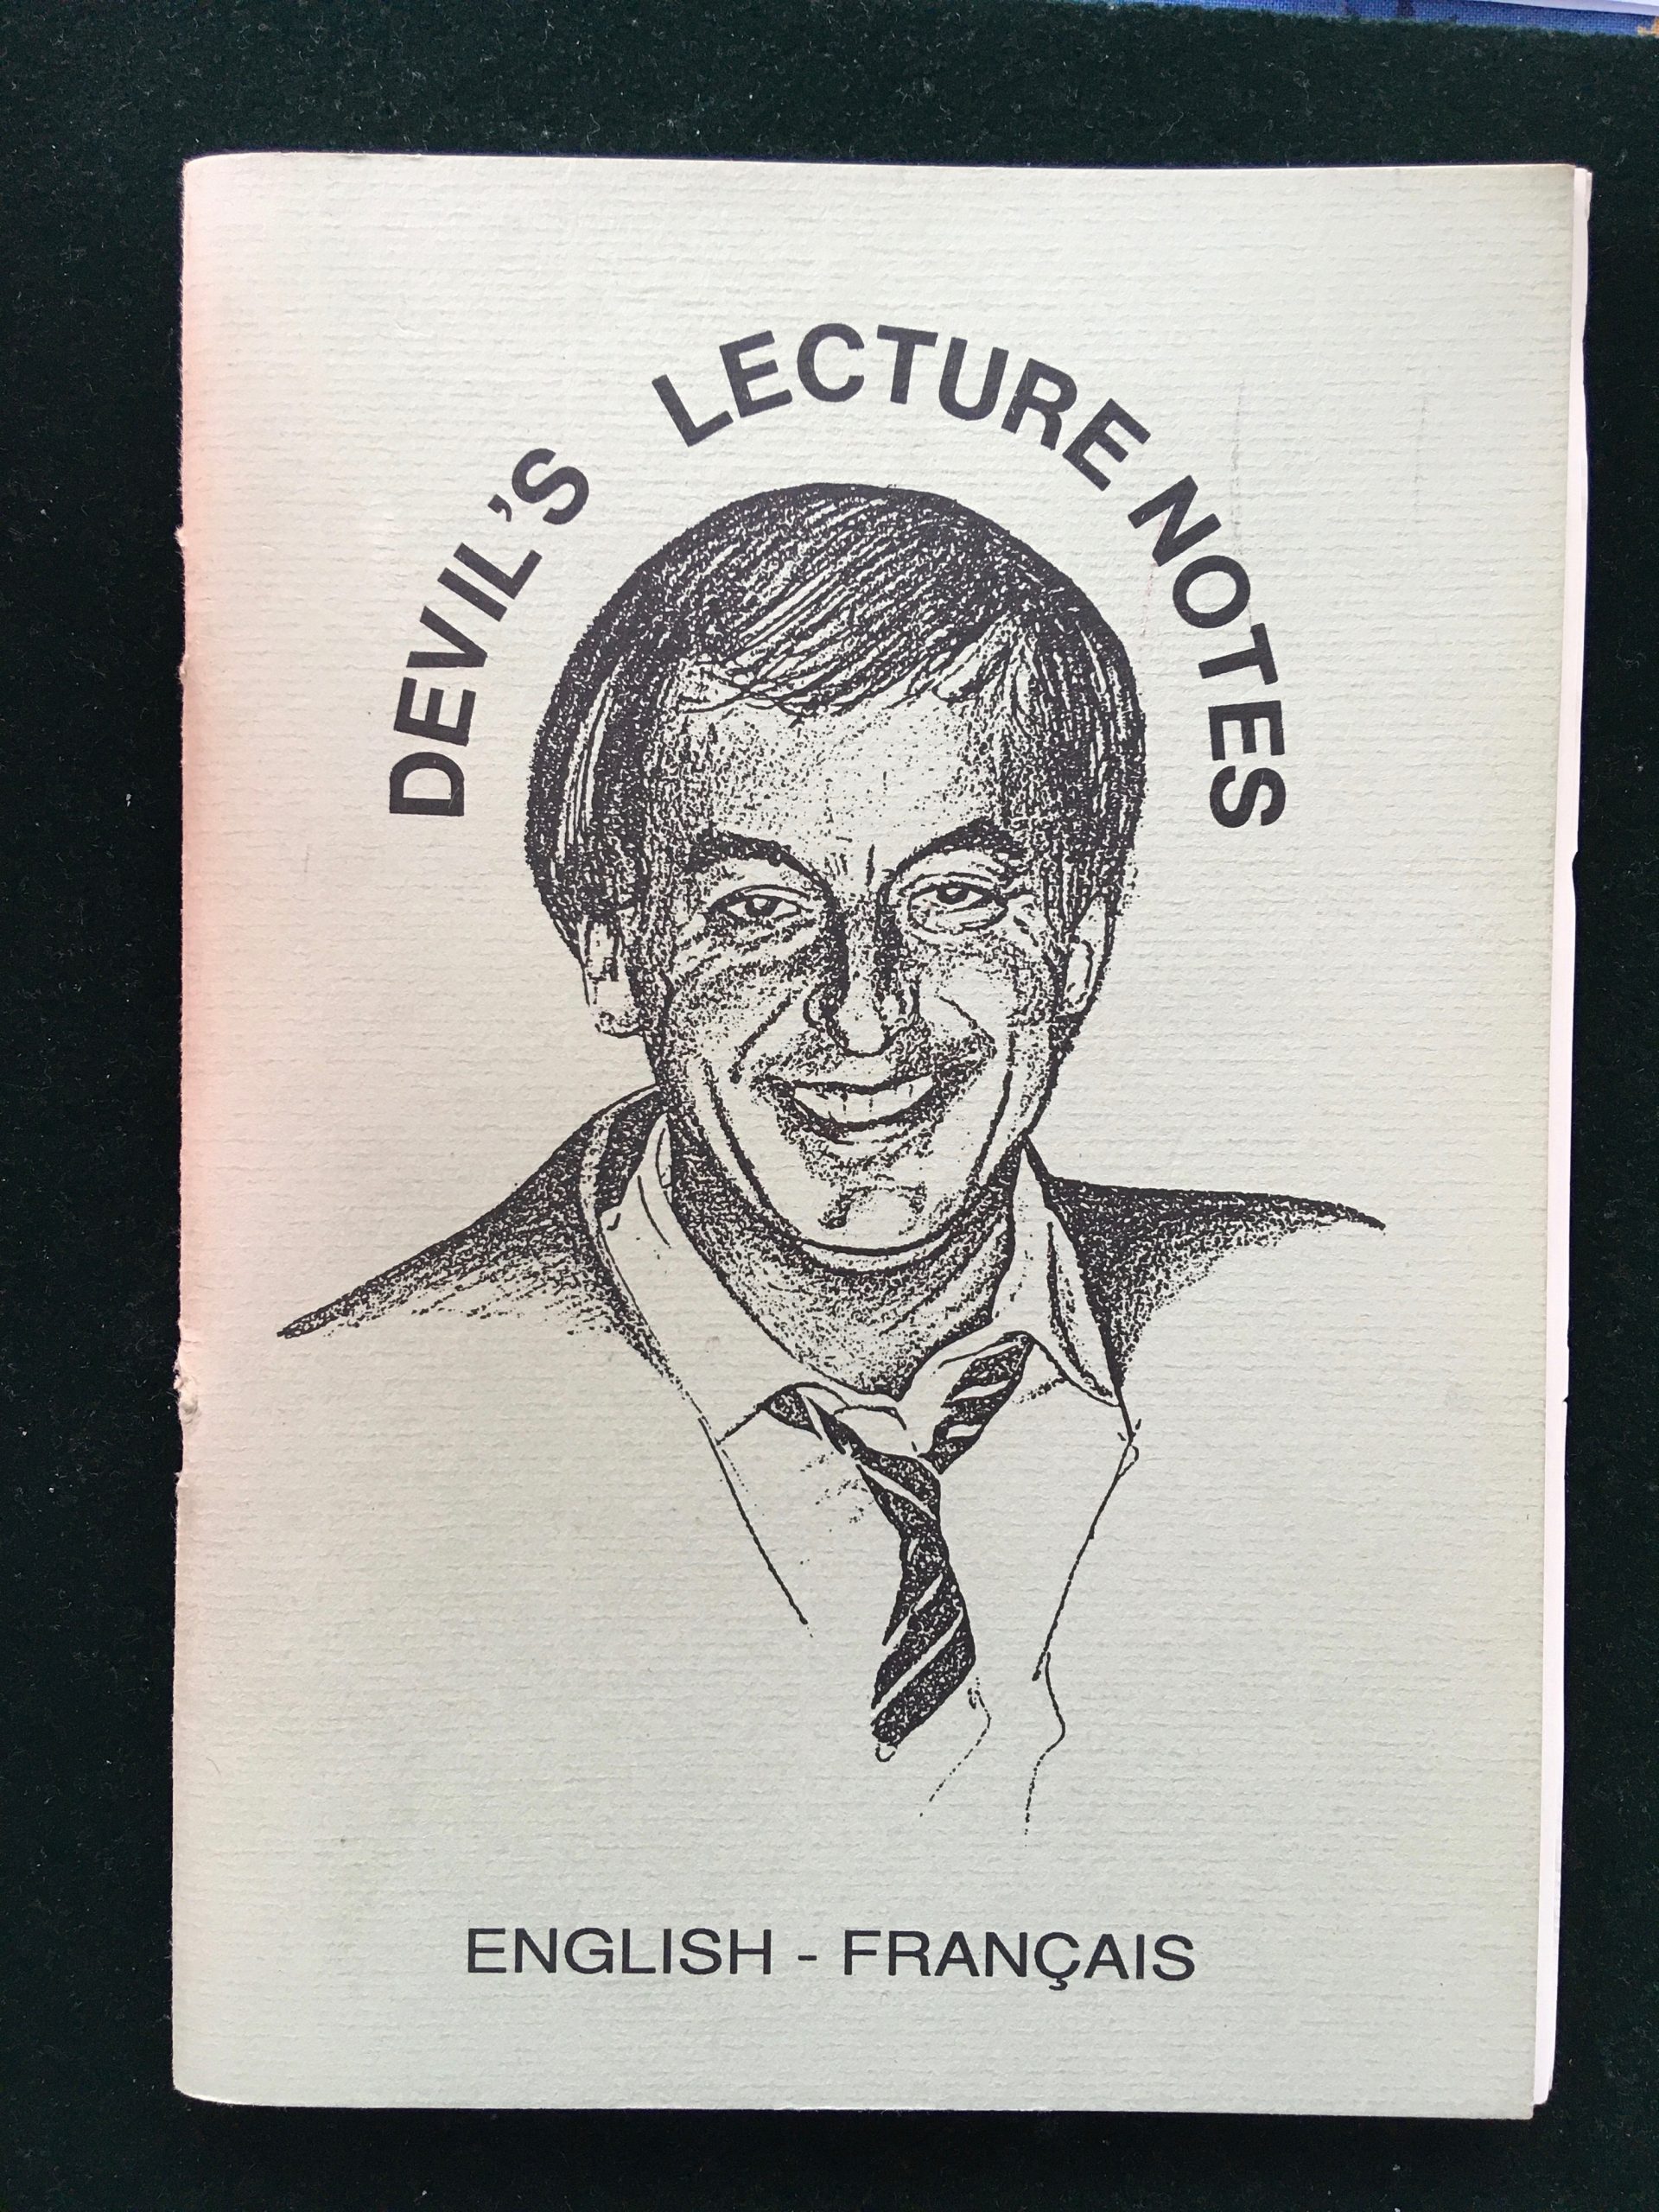 DEVIL'S LECTURE NOTES
ENGLISH - FRANÇAIS